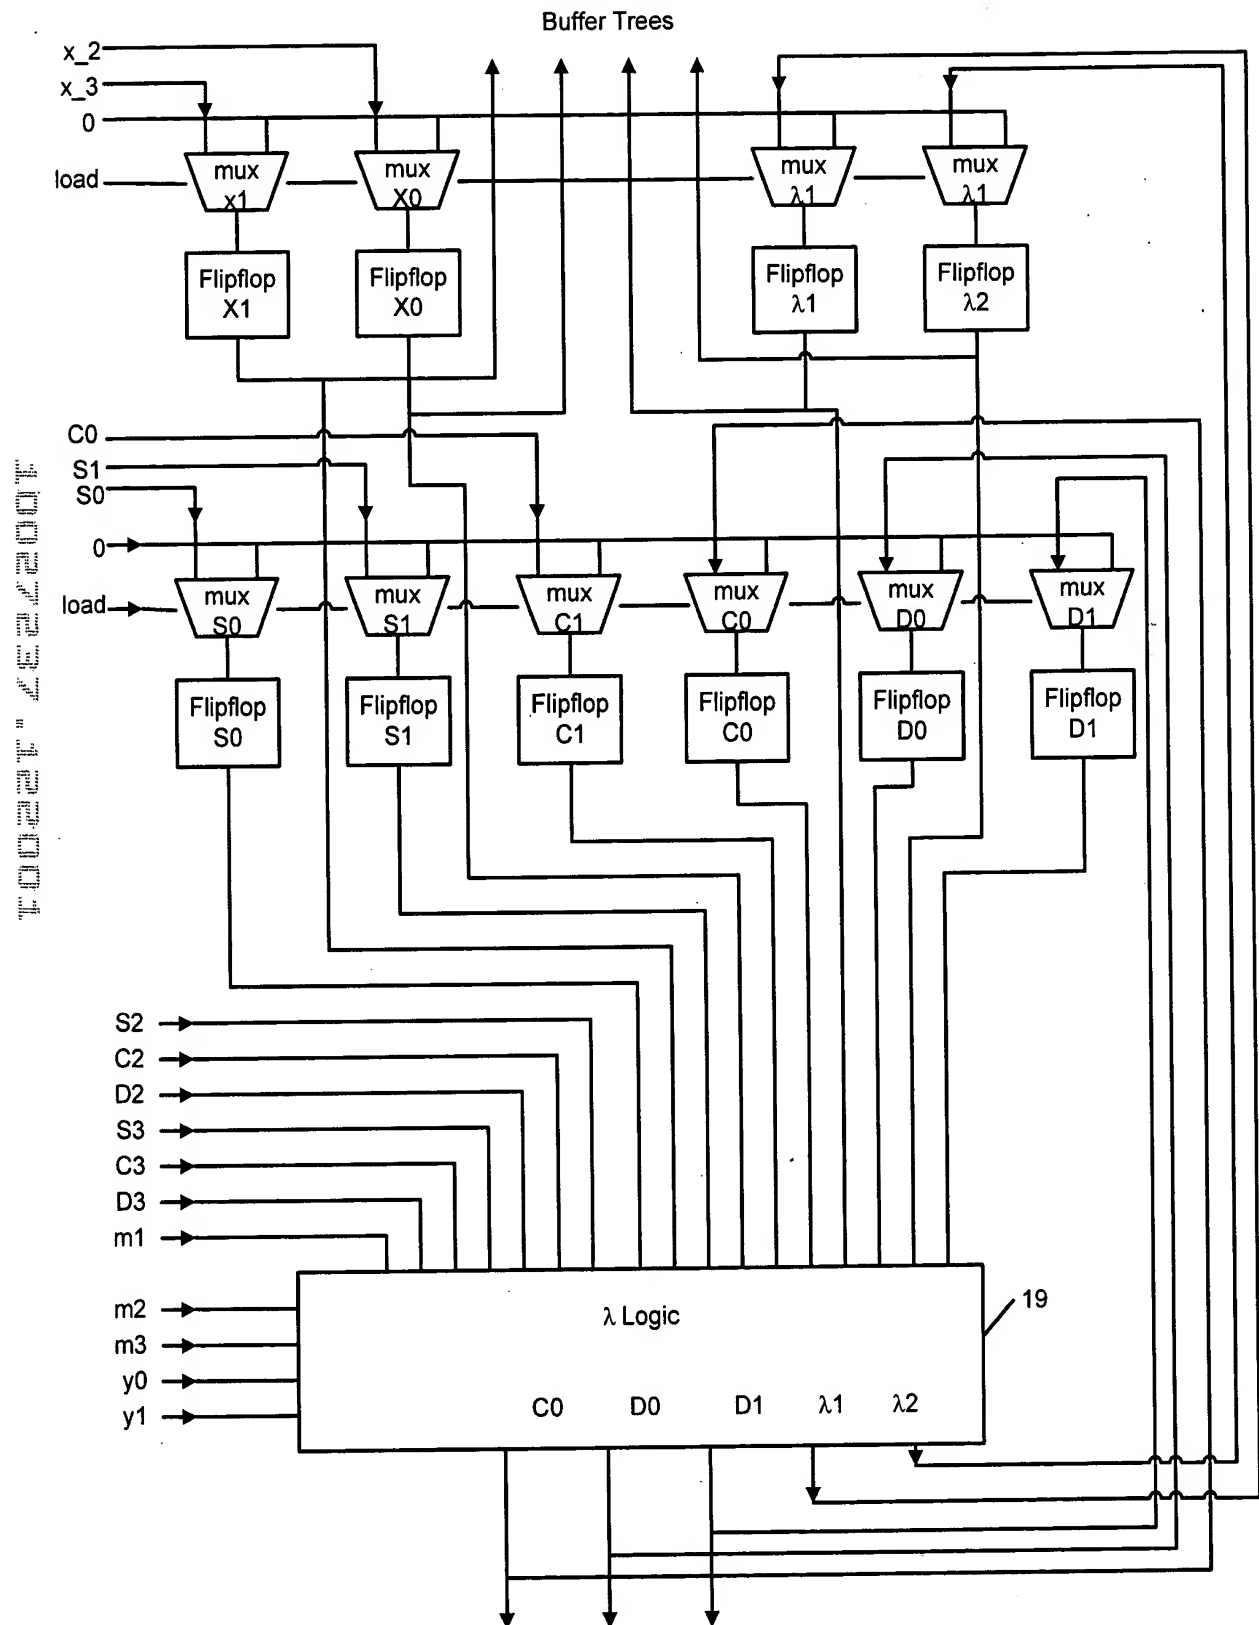 Buffer Trees
x_2
x_3
0
load
mux
x1
mux
X0
mux
λ1
mux
λ1
Flipflop
X1
Flipflop
X0
Flipflop
λ1
Flipflop
λ2
C0
S1
S0
0
load
mux
S0
mux
S1
mux
C1
mux
C0
mux
D0
mux
D1
Flipflop
S0
Flipflop
S1
Flipflop
C1
Flipflop
C0
Flipflop
D0
Flipflop
D1
S2
C2
D2
S3
C3
D3
m1
m2
m3
y0
y1
λ Logic
19
C0 D0 D1 λ1 λ2